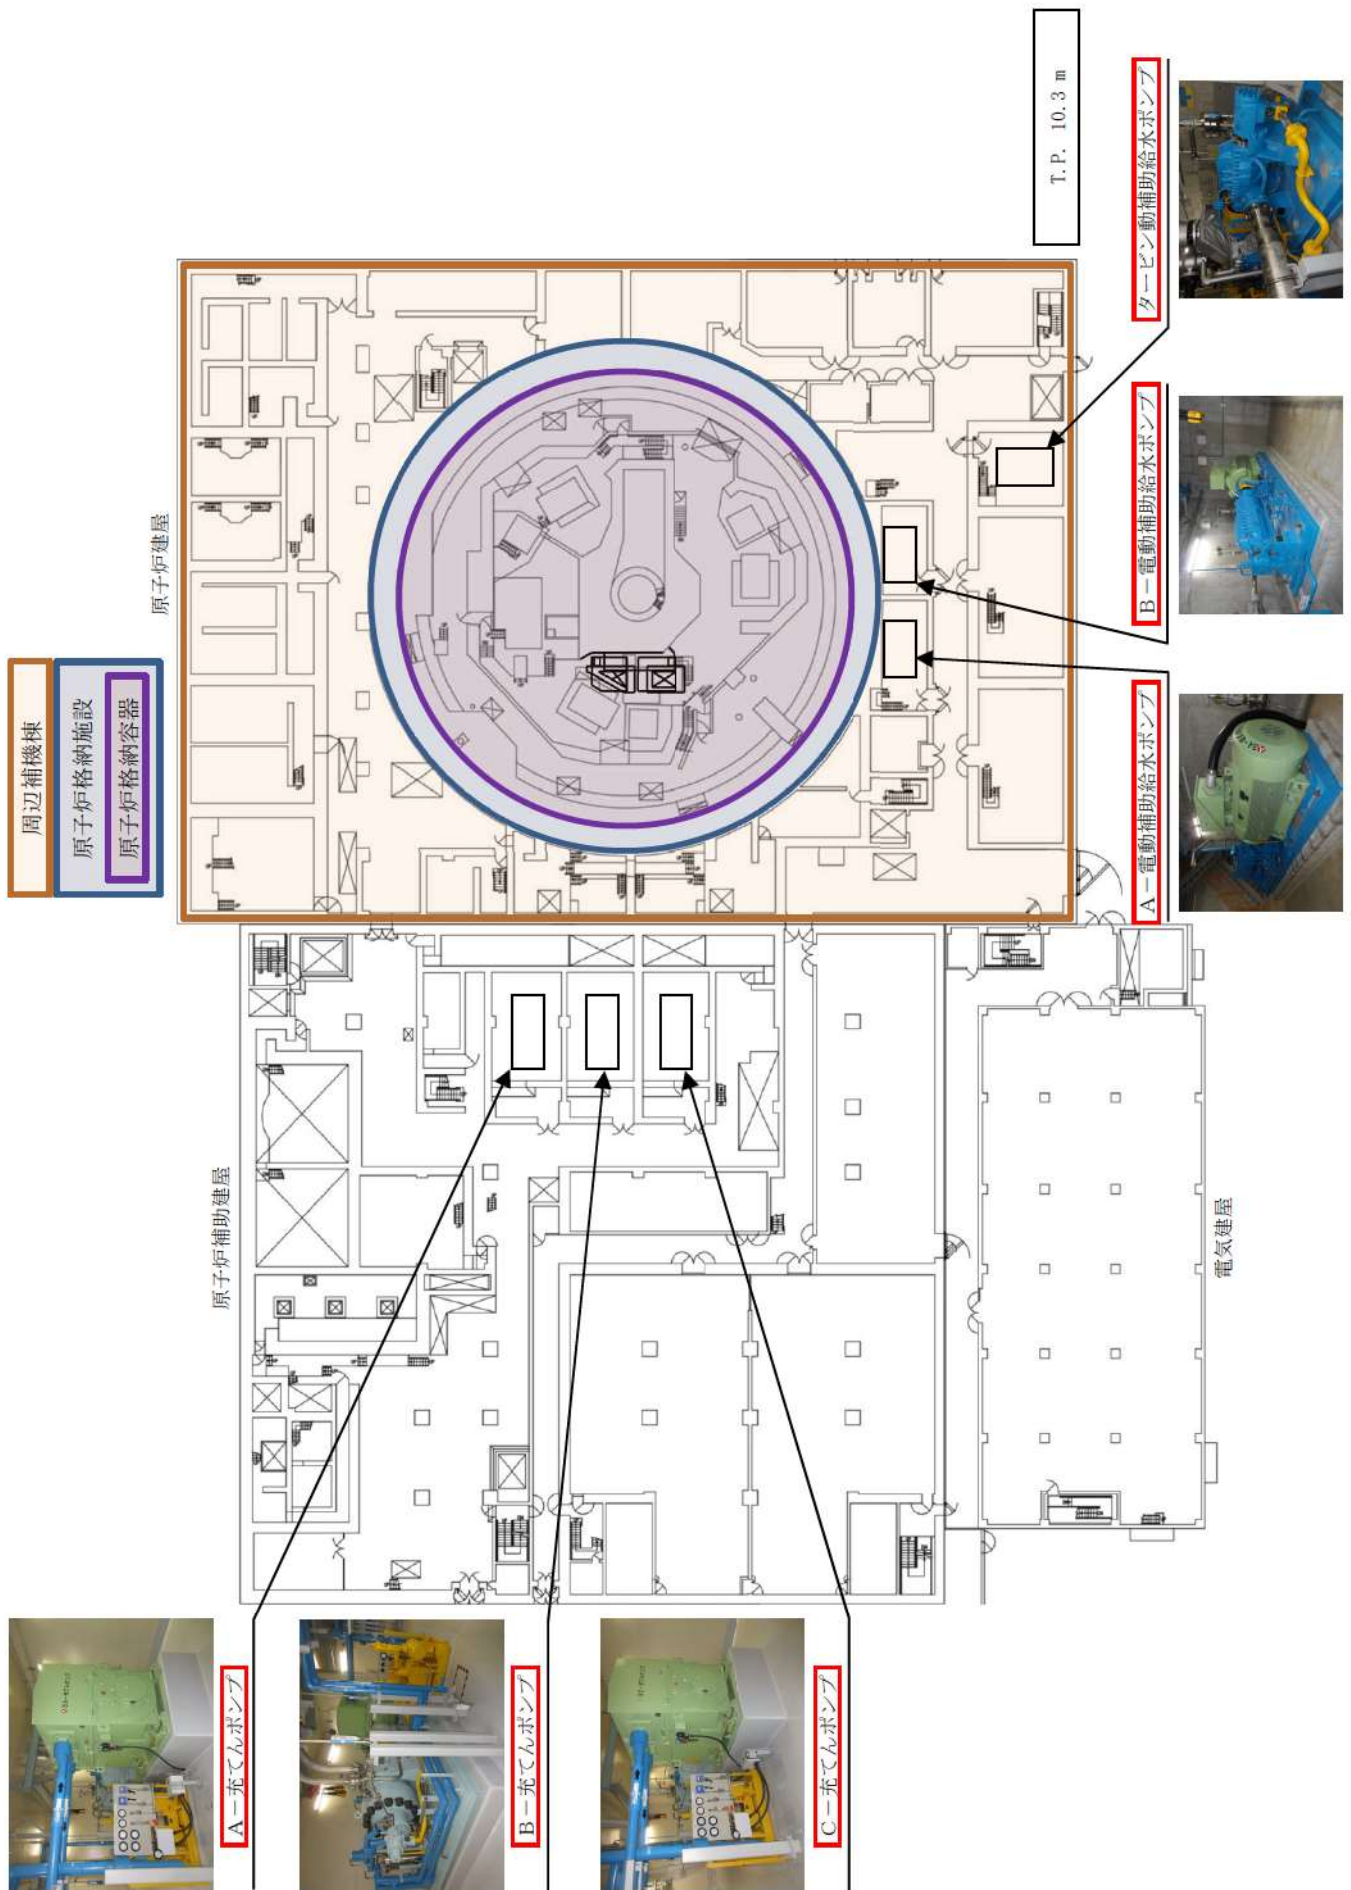 T.P. 10.3 m
周辺補機棟
原子炉格納施設
原子炉格納容器
原子炉建屋
原子炉補助建屋
電気建屋
A－充てんポンプ
B－充てんポンプ
C－充てんポンプ
A－電動補助給水ポンプ
B－電動補助給水ポンプ
タービン動補助給水ポンプ